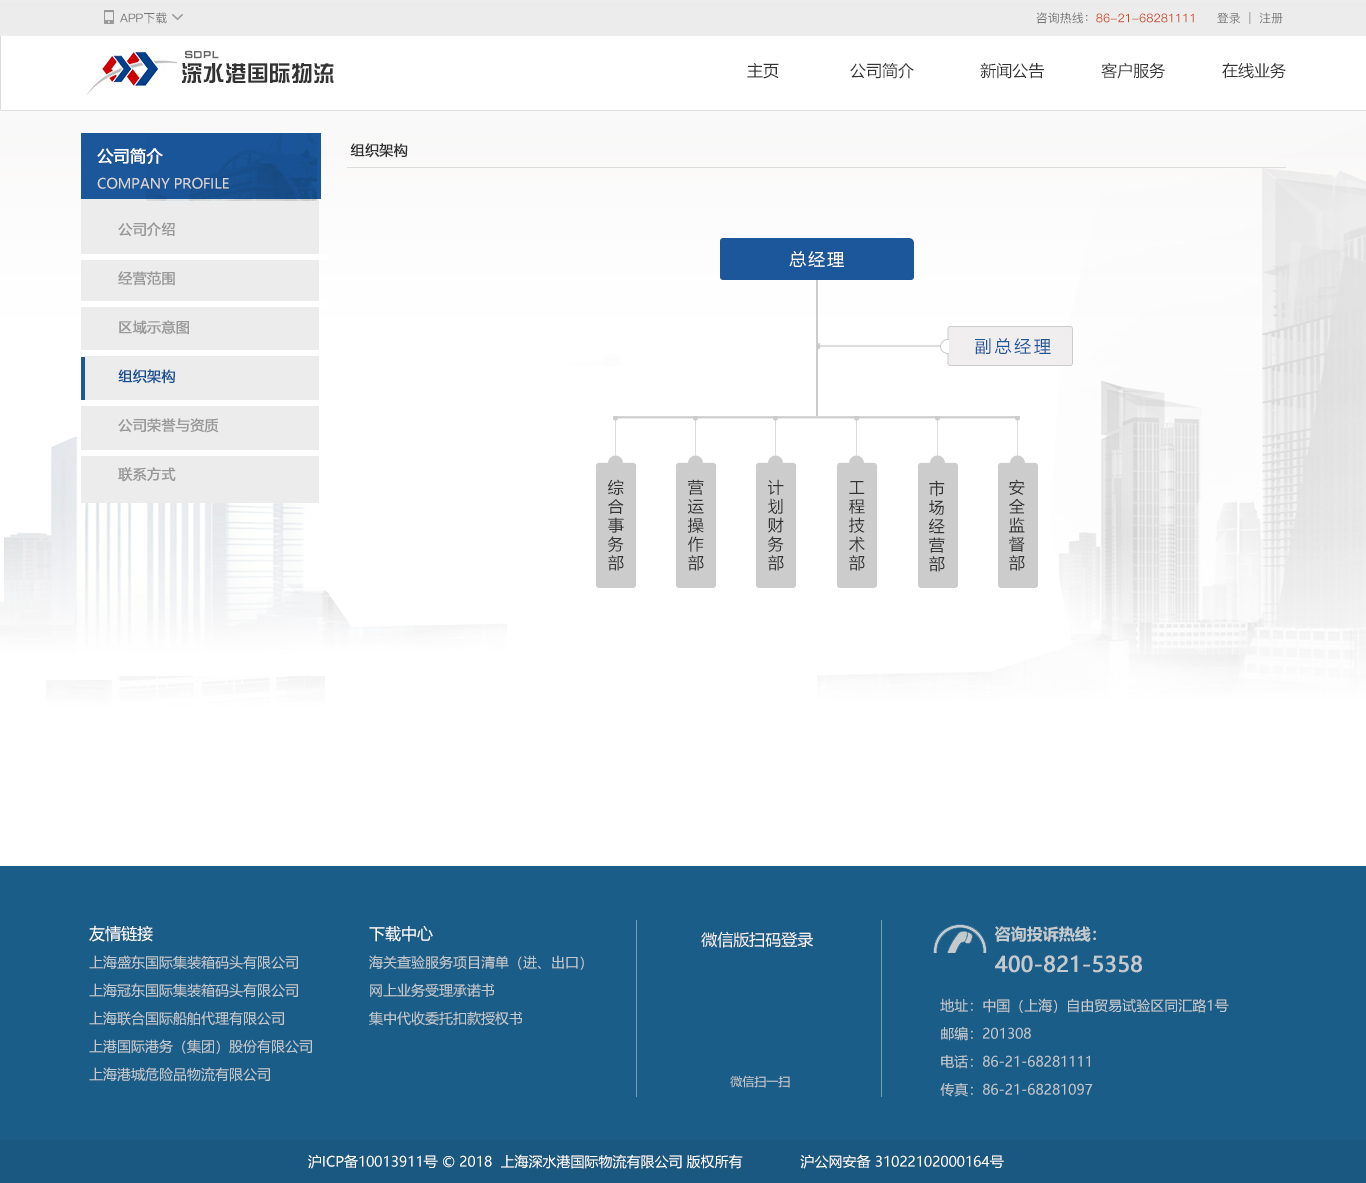 APP下载
咨询热线：86-21-68281111 登录 | 注册
SDPL
深水港国际物流
主页 公司简介 新闻公告 客户服务 在线业务
公司简介
COMPANY PROFILE
公司介绍
经营范围
区域示意图
组织架构
公司荣誉与资质
联系方式
组织架构
总经理
副总经理
综合事务部
营运操作部
计划财务部
工程技术部
市场经营部
安全监督部
友情链接
上海盛东国际集装箱码头有限公司
上海冠东国际集装箱码头有限公司
上海联合国际船舶代理有限公司
上港国际港务（集团）股份有限公司
上海港城危险品物流有限公司
下载中心
海关查验服务项目清单（进、出口）
网上业务受理承诺书
集中代收委托扣款授权书
微信版扫码登录
微信扫一扫
咨询投诉热线：
400-821-5358
地址：中国（上海）自由贸易试验区同汇路1号
邮编：201308
电话：86-21-68281111
传真：86-21-68281097
沪ICP备10013911号 © 2018 上海深水港国际物流有限公司 版权所有 沪公网安备 31022102000164号